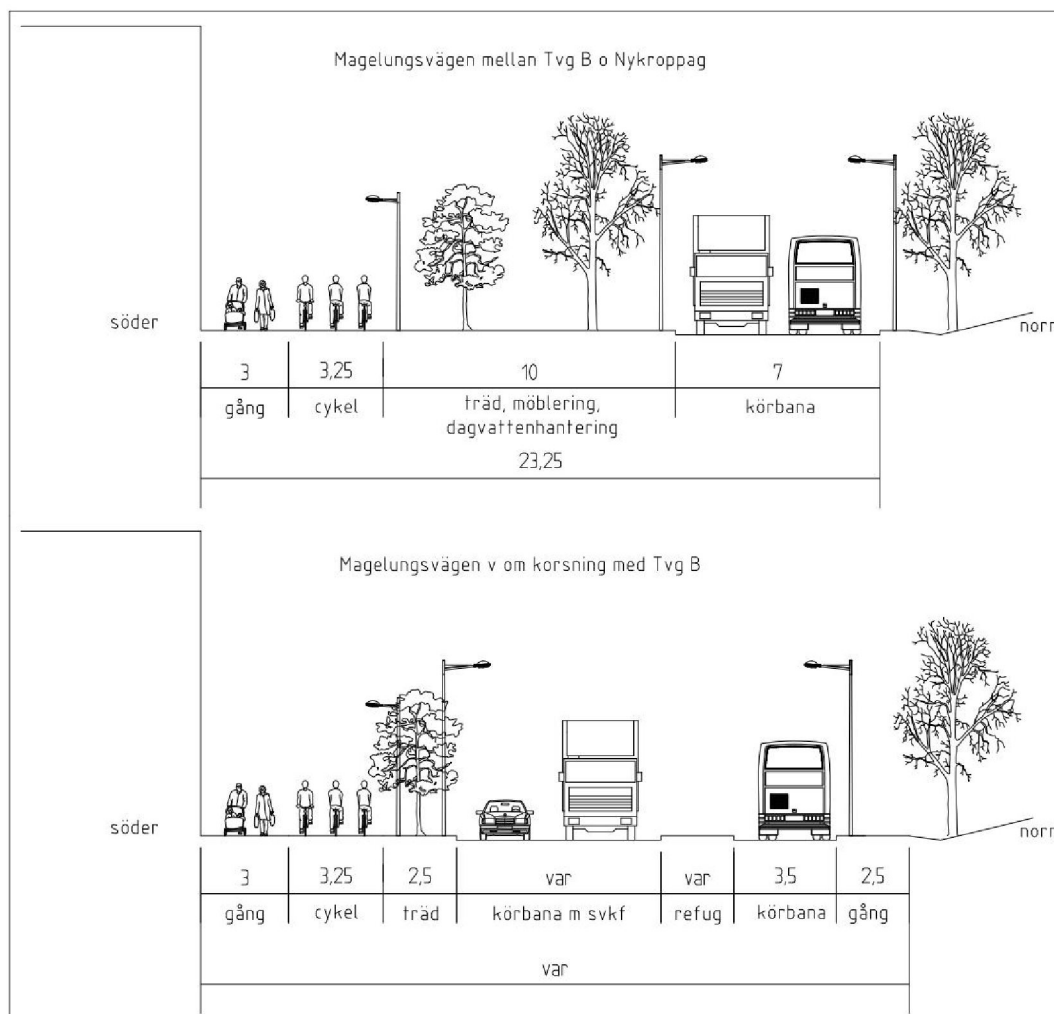 Magelungsvägen mellan Tvg B o Nykroppag
söder
norr
3
3,25
10
7
gång
cykel
träd, möblering,
dagvattenhantering
körbana
23,25
Magelungsvägen v om korsning med Tvg B
söder
norr
3
3,25
2,5
var
var
3,5
2,5
gång
cykel
träd
körbana m svkf
refug
körbana
gång
var